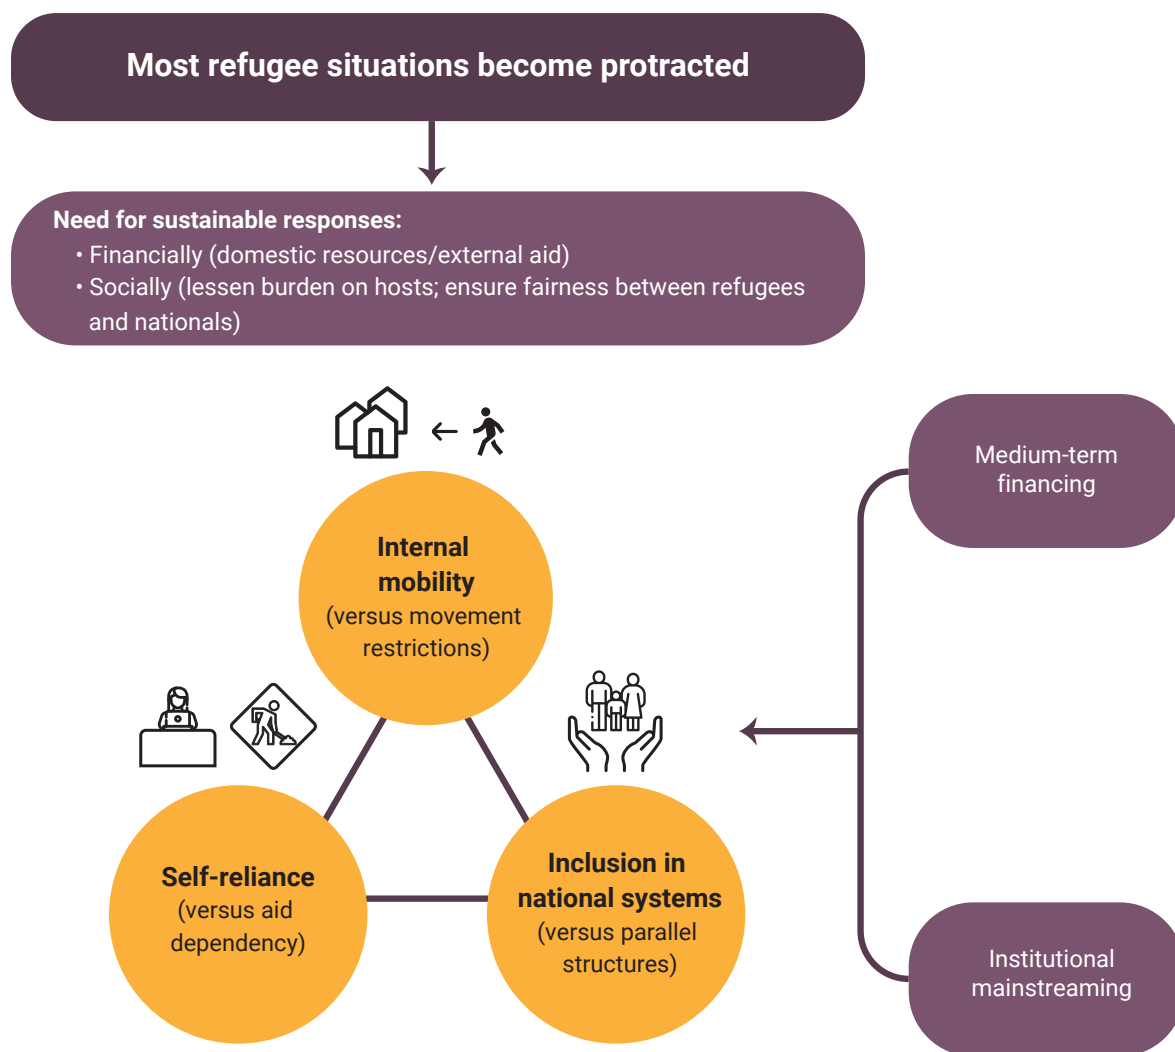 Most refugee situations become protracted
Need for sustainable responses:
• Financially (domestic resources/external aid)
• Socially (lessen burden on hosts; ensure fairness between refugees
and nationals)
Internal
mobility
(versus movement
restrictions)
Self-reliance
(versus aid
dependency)
Inclusion in
national systems
(versus parallel
structures)
Medium-term
financing
Institutional
mainstreaming